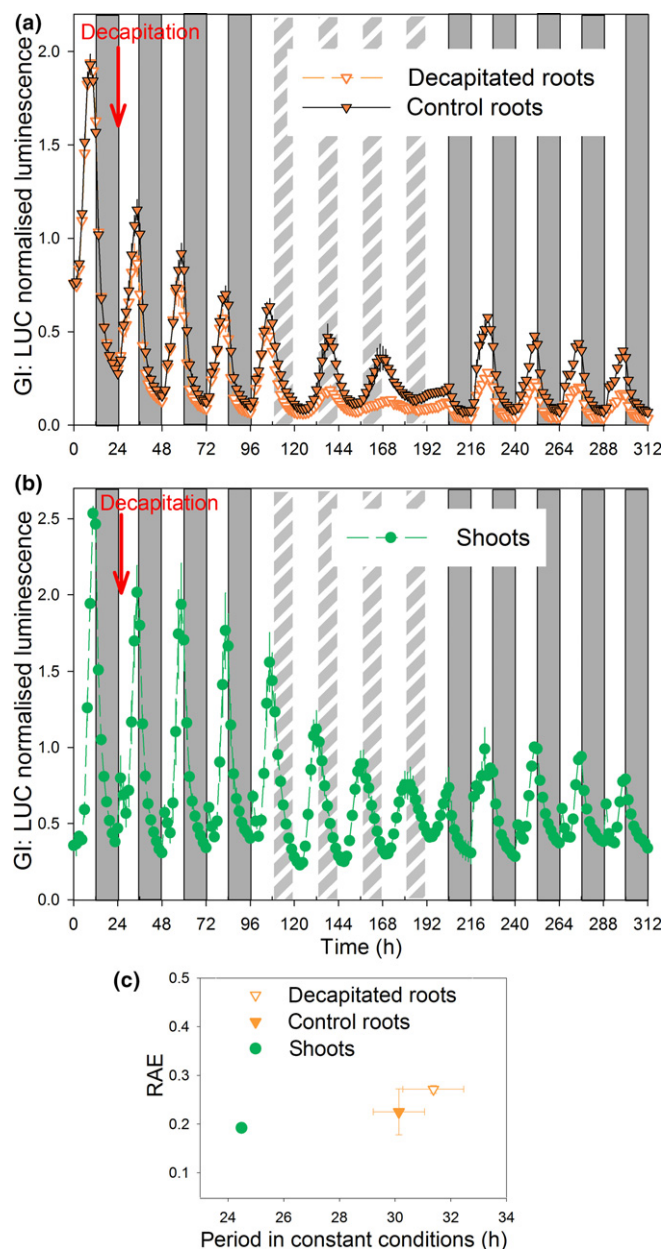 (a)
Decapitation
Decapitated roots
Control roots
GI: LUC normalised luminescence
2.0
1.5
1.0
0.5
0.0
0 24 48 72 96 120 144 168 192 216 240 264 288 312
(b)
Decapitation
Shoots
GI: LUC normalised luminescence
2.5
2.0
1.5
1.0
0.5
0.0
0 24 48 72 96 120 144 168 192 216 240 264 288 312
Time (h)
(c)
Decapitated roots
Control roots
Shoots
RAE
0.5
0.4
0.3
0.2
0.1
24 26 28 30 32 34
Period in constant conditions (h)